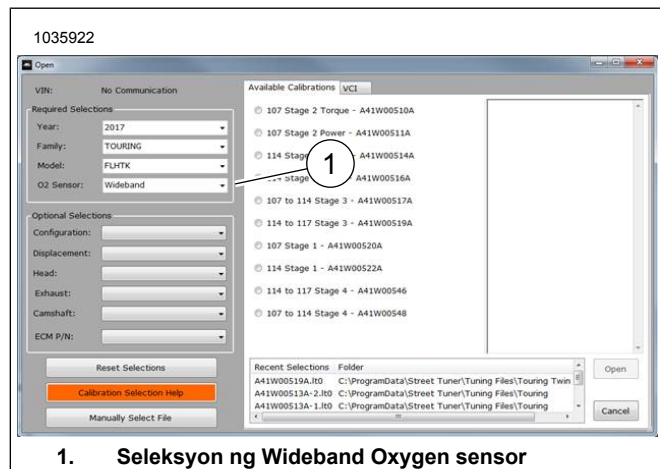 1035922
Open
VIN: No Communication
Required Selections
Year: 2017
Family: TOURING
Model: FLHTK
O2 Sensor: Wideband
Optional Selections
Configuration:
Displacement:
Head:
Exhaust:
Camshaft:
ECM P/N:
Reset Selections
Calibration Selection Help
Manually Select File
Available Calibrations VCI
107 Stage 2 Torque - A41W00510A
107 Stage 2 Power - A41W00511A
114 Stage - A41W00514A
Stage A41W00516A
107 to 114 Stage 3 - A41W00517A
114 to 117 Stage 3 - A41W00519A
107 Stage 1 - A41W00520A
114 Stage 1 - A41W00522A
114 to 117 Stage 4 - A41W00546
107 to 114 Stage 4 - A41W00548
1
Recent Selections Folder
A41W00519A.lt0 C:\ProgramData\Street Tuner\Tuning Files\Touring Twin
A41W00513A-2.lt0 C:\ProgramData\Street Tuner\Tuning Files\Touring
A41W00513A-1.lt0 C:\ProgramData\Street Tuner\Tuning Files\Touring
Open
Cancel
1. Seleksyon ng Wideband Oxygen sensor